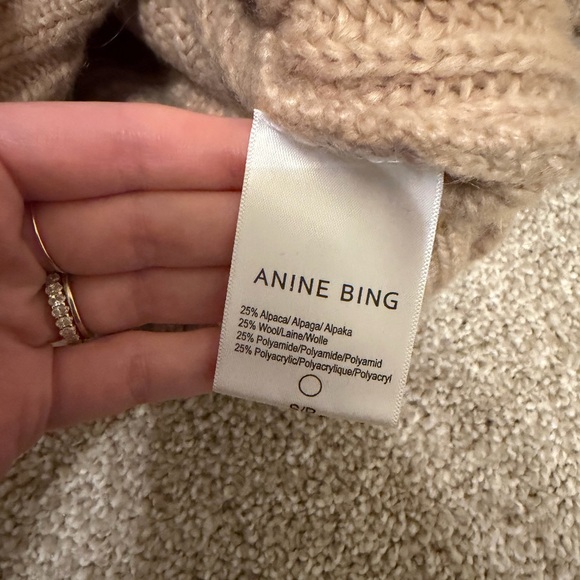 ANINE BING
25% Alpaca/ Alpaga/ Alpaka
25% Wool/Laine/Wolle
25% Polyamide/Polyamide/Polyamid
25% Polyacrylic/Polyacrylique/Polyacryl